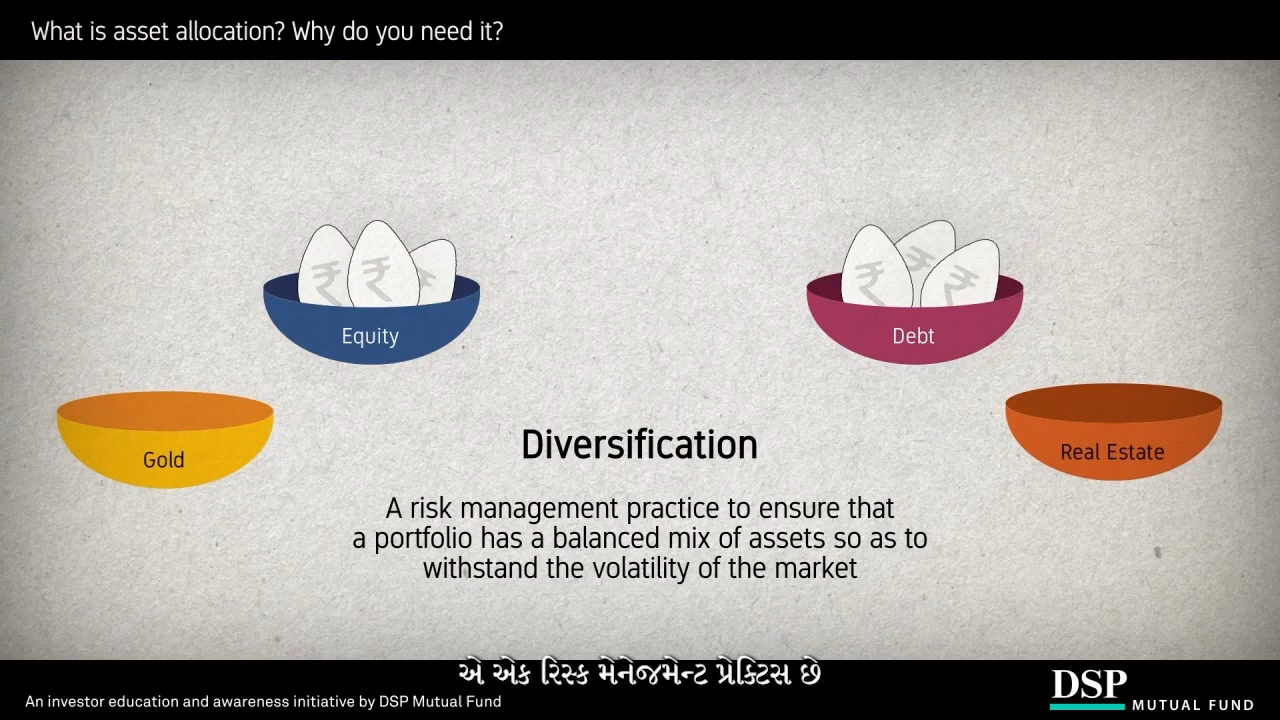 What is asset allocation? Why do you need it?
₹ ₹ ₹
₹ ₹ ₹
Equity
Debt
Gold
Real Estate
Diversification
A risk management practice to ensure that
a portfolio has a balanced mix of assets so as to
withstand the volatility of the market
એ એક રિસ્ક મેનેજમેન્ટ પ્રેક્ટિસ છે
An investor education and awareness initiative by DSP Mutual Fund
DSP
MUTUAL FUND